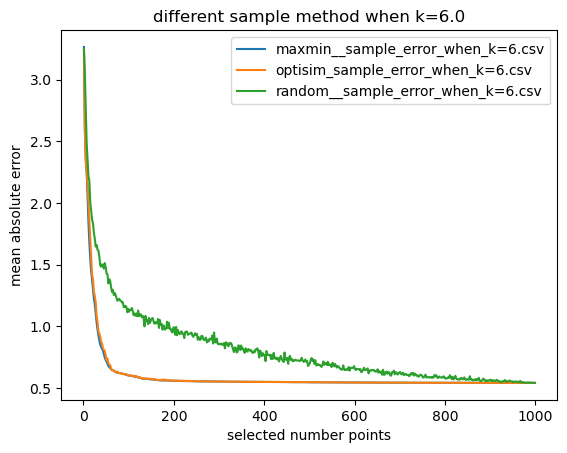 different sample method when k=6.0
maxmin__sample_error_when_k=6.csv
optisim_sample_error_when_k=6.csv
random__sample_error_when_k=6.csv
mean absolute error
3.0
2.5
2.0
1.5
1.0
0.5
0 200 400 600 800 1000
selected number points